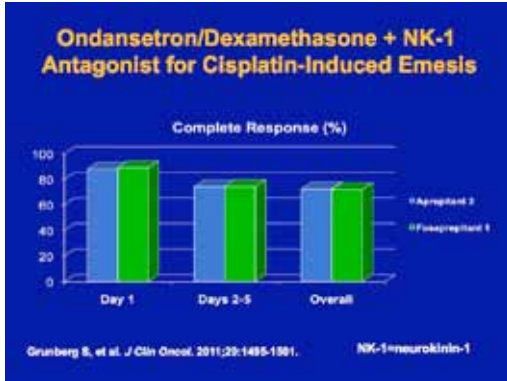 Ondansetron/Dexamethasone + NK-1
Antagonist for Cisplatin-Induced Emesis
Complete Response (%)
100
80
60
40
20
0
Day 1
Days 2-5
Overall
Aprepitant 3
Fosaprepitant 1
Grunberg S, et al. J Clin Oncol. 2011;29:1495-1501.
NK-1=neurokinin-1